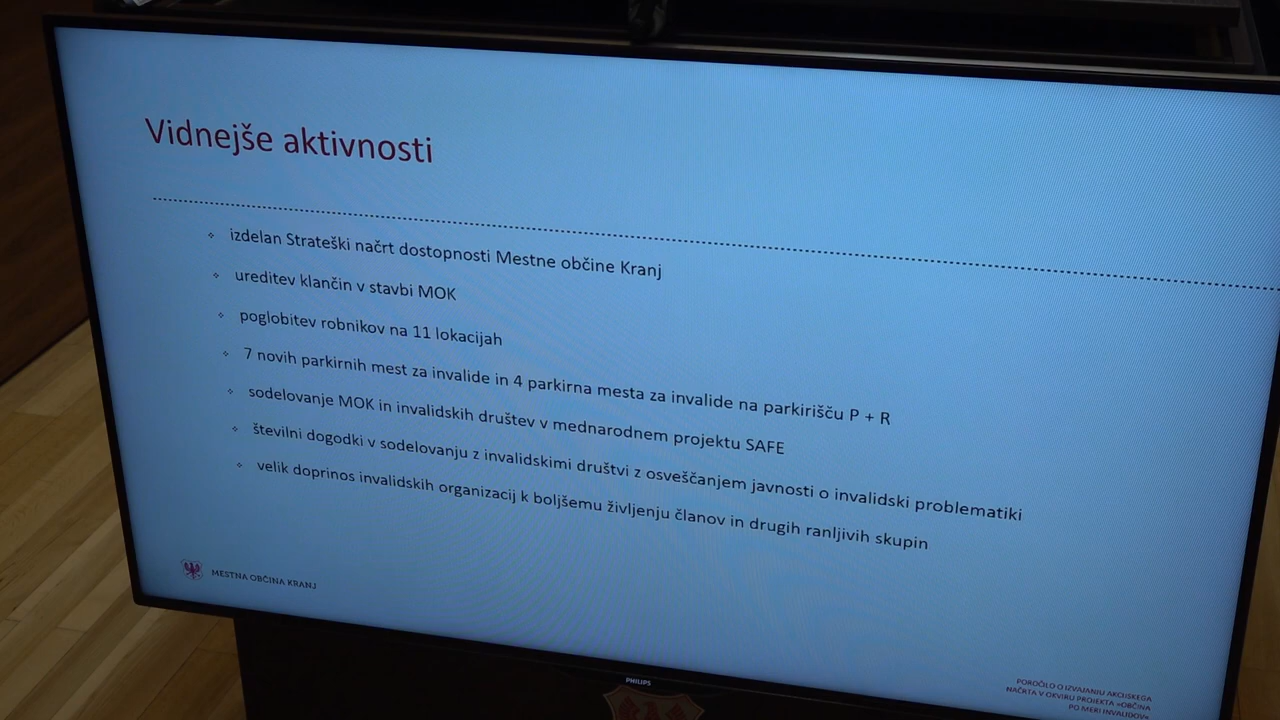 Vidnejše aktivnosti
izdelan Strateški načrt dostopnosti Mestne občine Kranj
ureditev klančin v stavbi MOK
poglobitev robnikov na 11 lokacijah
7 novih parkirnih mest za invalide in 4 parkirna mesta za invalide na parkirišču P + R
sodelovanje MOK in invalidskih društev v mednarodnem projektu SAFE
številni dogodki v sodelovanju z invalidskimi društvi z osveščanjem javnosti o invalidski problematiki
velik doprinos invalidskih organizacij k boljšemu življenju članov in drugih ranljivih skupin
MESTNA OBČINA KRANJ
POROČILO O IZVAJANJU AKCIJSKEGA
NAČRTA V OKVIRU PROJEKTA »OBČINA
PO MERI INVALIDOV«
PHILIPS